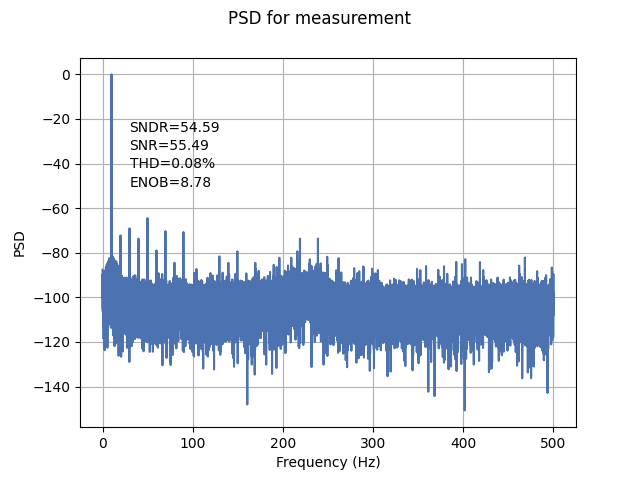 PSD for measurement
0
−20
−40
−60
−80
−100
−120
−140
PSD
SNDR=54.59
SNR=55.49
THD=0.08%
ENOB=8.78
0 100 200 300 400 500
Frequency (Hz)